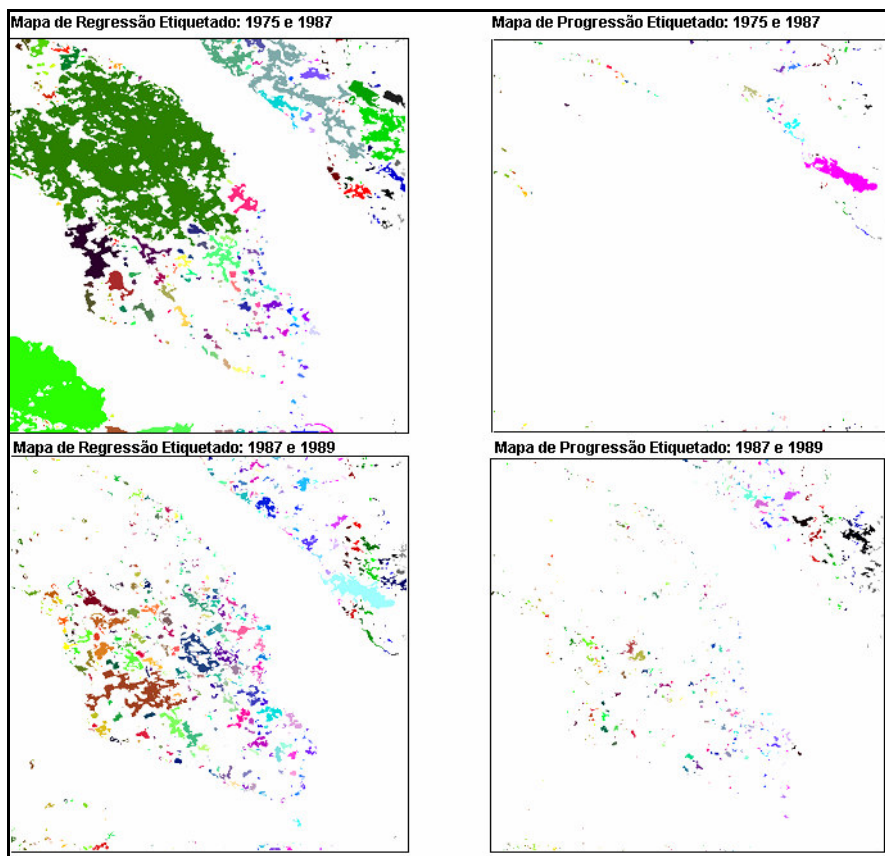 Mapa de Regressão Etiquetado: 1975 e 1987
Mapa de Progressão Etiquetado: 1975 e 1987
Mapa de Regressão Etiquetado: 1987 e 1989
Mapa de Progressão Etiquetado: 1987 e 1989